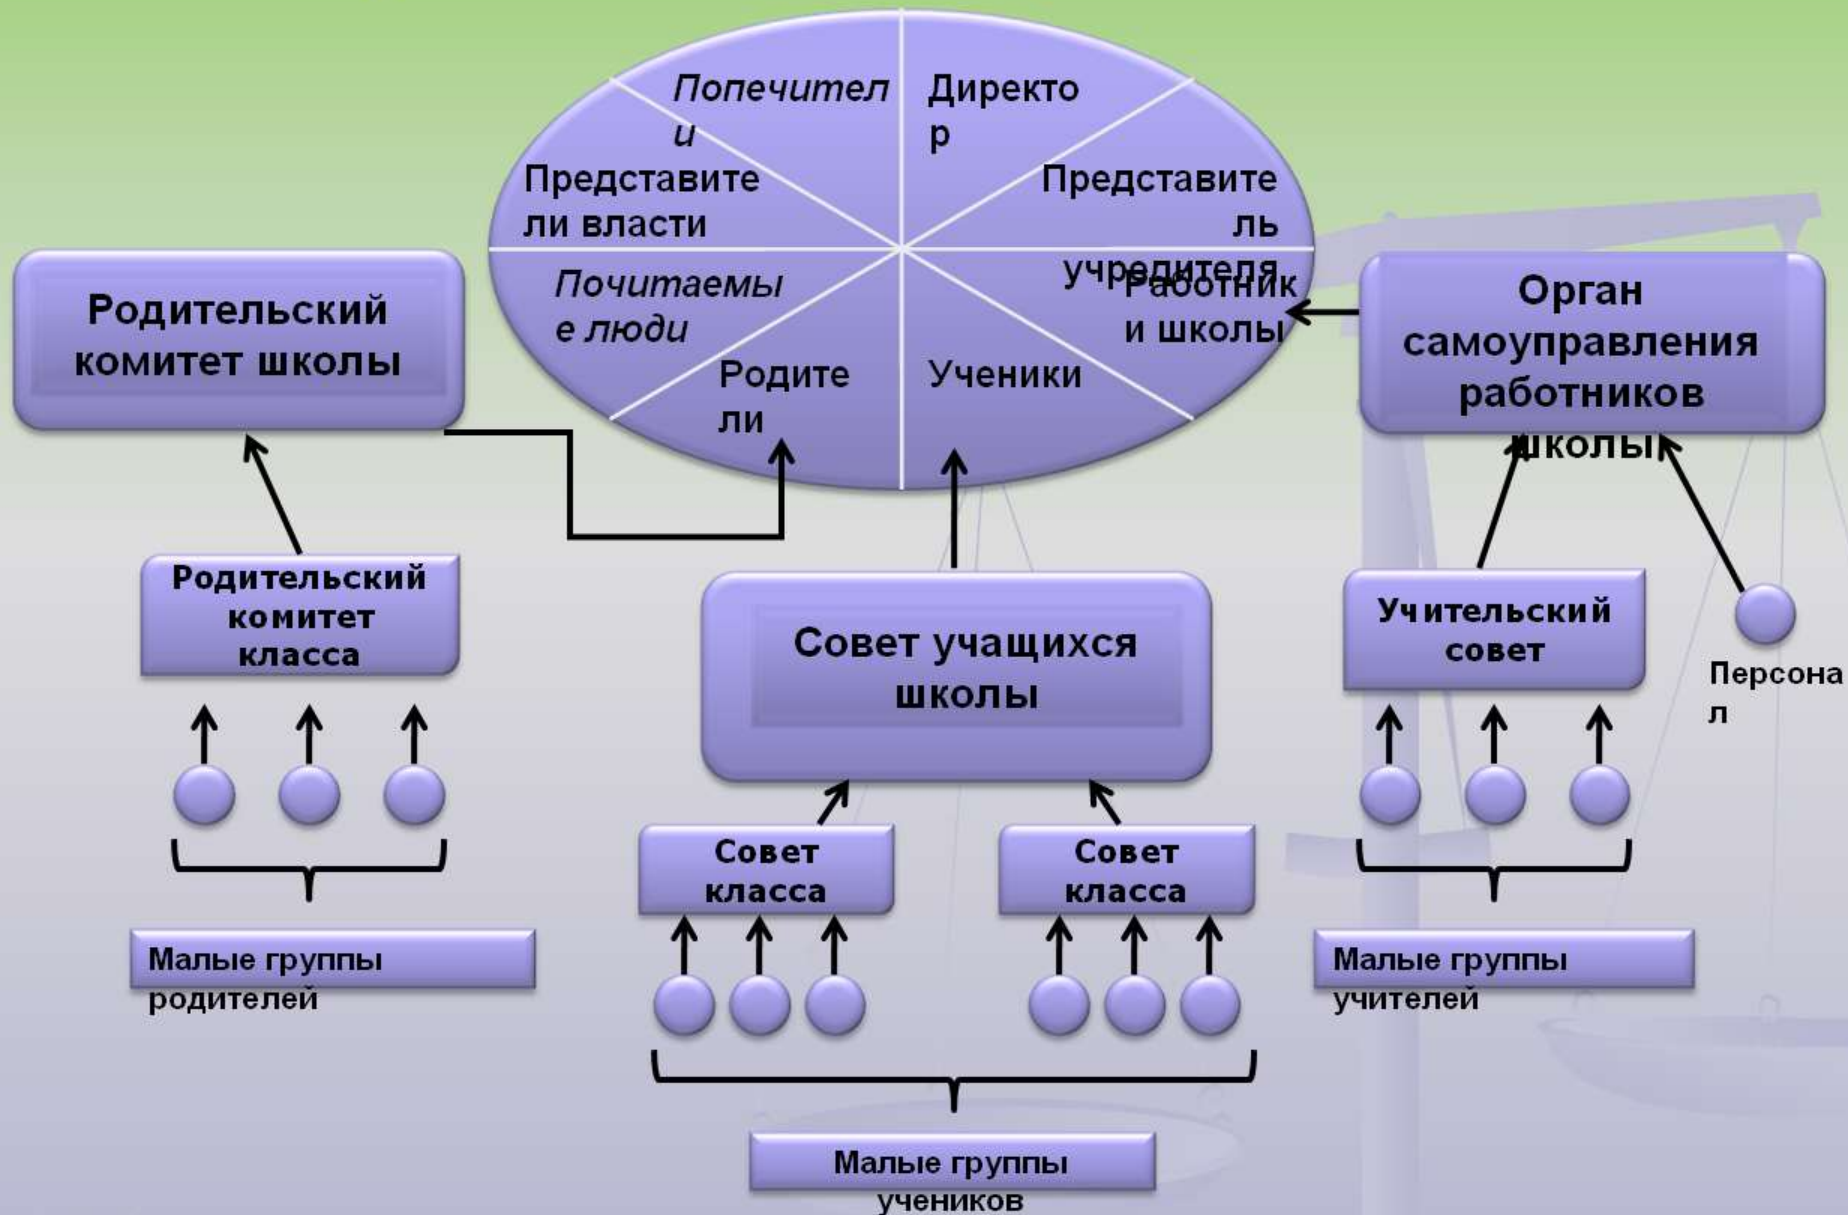 Попечител
и
Директо
р
Представите
ли власти
Представите
ль
учредителя
Почитаемы
е люди
Работник
и школы
Родите
ли
Ученики
Родительский
комитет школы
Орган
самоуправления
работников
школы
Родительский
комитет
класса
Совет учащихся
школы
Учительский
совет
Персона
л
Совет
класса
Совет
класса
Малые группы
родителей
Малые группы
учителей
Малые группы
учеников